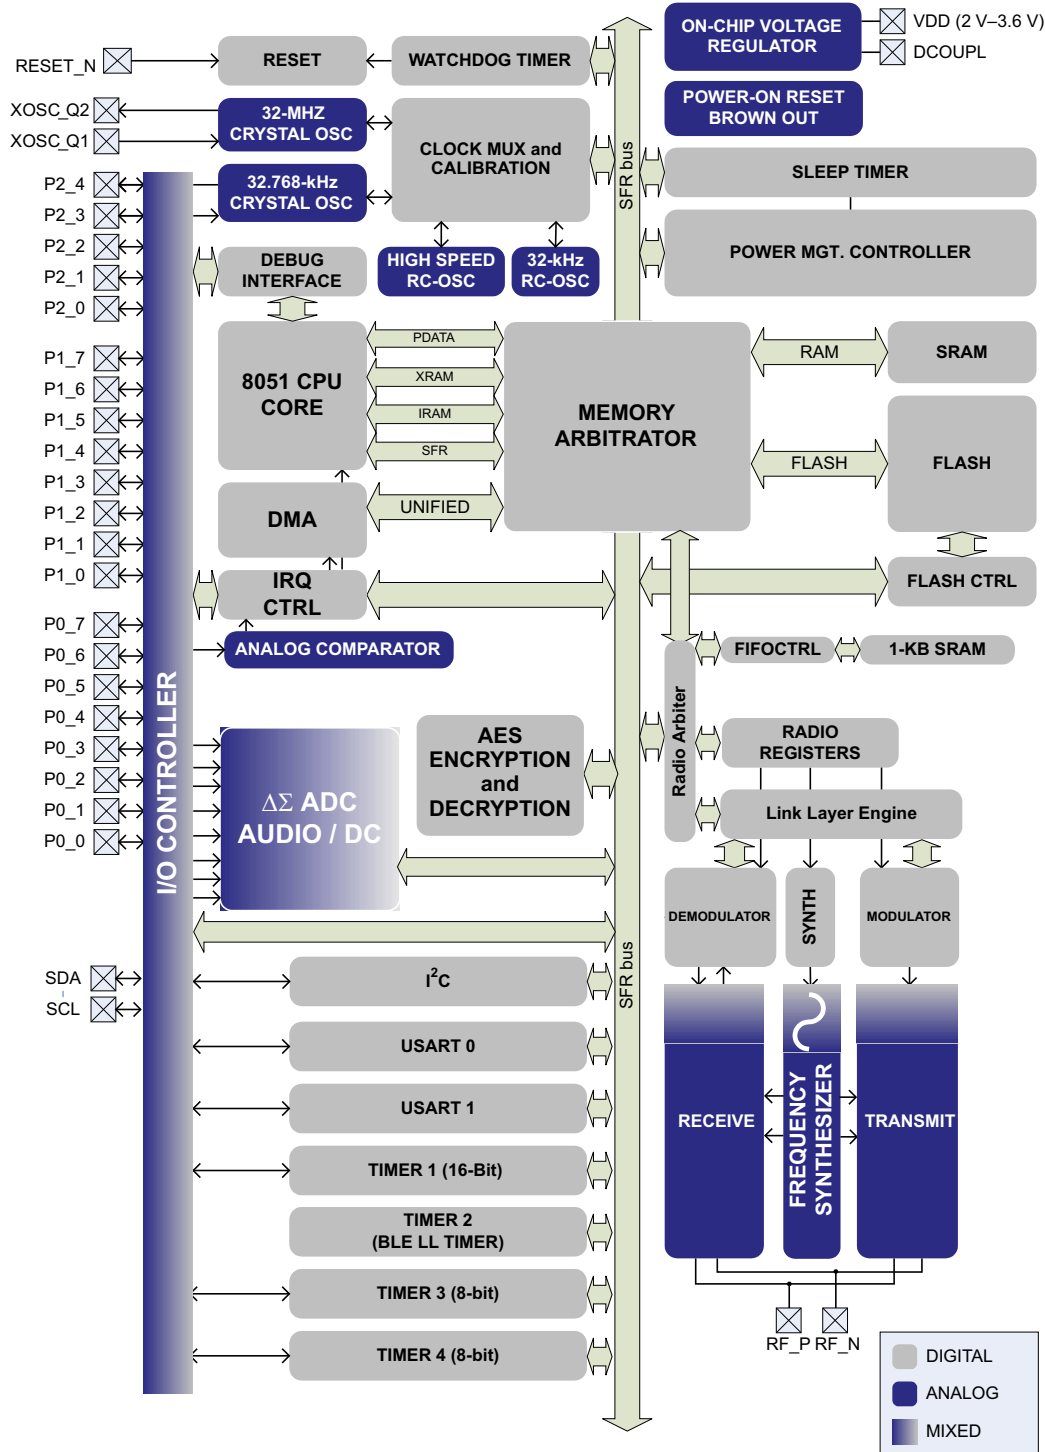 ON-CHIP VOLTAGE
REGULATOR
VDD (2 V–3.6 V)
DCOUPL
RESET_N
RESET
WATCHDOG TIMER
POWER-ON RESET
BROWN OUT
XOSC_Q2
XOSC_Q1
32-MHZ
CRYSTAL OSC
CLOCK MUX and
CALIBRATION
SFR bus
SLEEP TIMER
32.768-kHz
CRYSTAL OSC
POWER MGT. CONTROLLER
HIGH SPEED
RC-OSC
32-kHz
RC-OSC
DEBUG
INTERFACE
P2_4
P2_3
P2_2
P2_1
P2_0
P1_7
P1_6
P1_5
P1_4
P1_3
P1_2
P1_1
P1_0
P0_7
P0_6
P0_5
P0_4
P0_3
P0_2
P0_1
P0_0
SDA
SCL
I/O CONTROLLER
8051 CPU
CORE
PDATA
XRAM
IRAM
SFR
MEMORY
ARBITRATOR
RAM
SRAM
FLASH
FLASH
DMA
UNIFIED
IRQ
CTRL
FLASH CTRL
ANALOG COMPARATOR
FIFOCTRL
1-KB SRAM
Radio Arbiter
RADIO
REGISTERS
AES
ENCRYPTION
and
DECRYPTION
ΔΣ ADC
AUDIO / DC
Link Layer Engine
DEMODULATOR
SYNTH
MODULATOR
SFR bus
I²C
USART 0
USART 1
TIMER 1 (16-Bit)
TIMER 2
(BLE LL TIMER)
TIMER 3 (8-bit)
TIMER 4 (8-bit)
RECEIVE
FREQUENCY
SYNTHESIZER
TRANSMIT
RF_P
RF_N
DIGITAL
ANALOG
MIXED